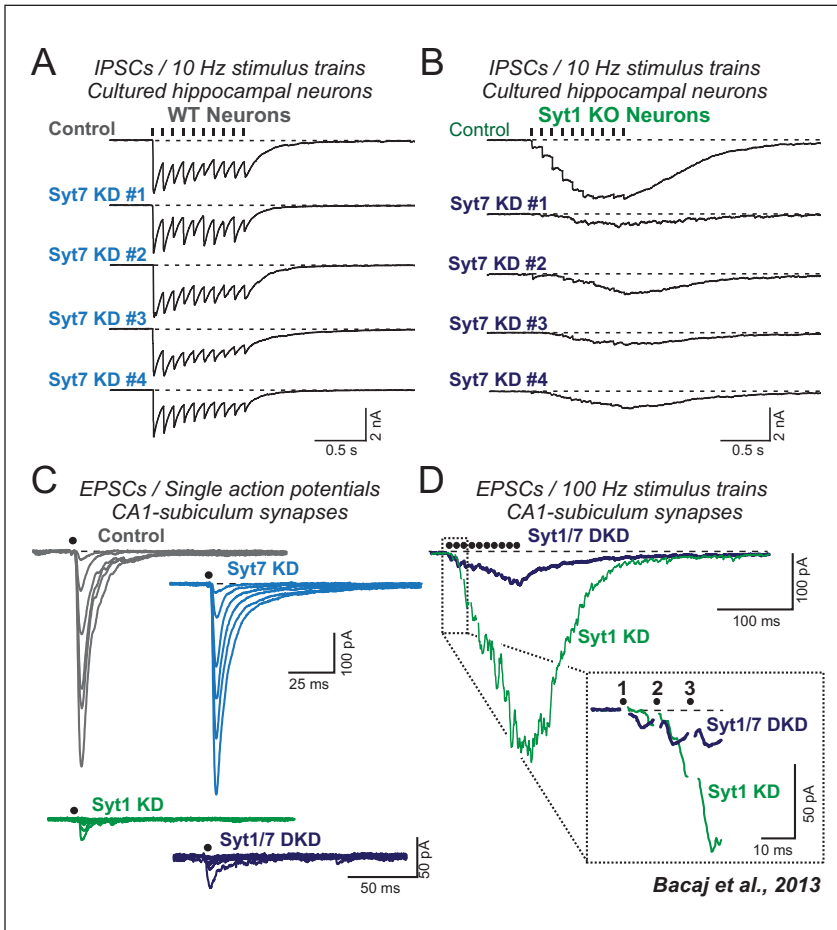 A
IPSCs / 10 Hz stimulus trains
Cultured hippocampal neurons
WT Neurons
Control
Syt7 KD #1
Syt7 KD #2
Syt7 KD #3
Syt7 KD #4
2 nA
0.5 s
B
IPSCs / 10 Hz stimulus trains
Cultured hippocampal neurons
Syt1 KO Neurons
Control
Syt7 KD #1
Syt7 KD #2
Syt7 KD #3
Syt7 KD #4
2 nA
0.5 s
C
EPSCs / Single action potentials
CA1-subiculum synapses
Control
Syt7 KD
100 pA
25 ms
Syt1 KD
Syt1/7 DKD
50 pA
50 ms
D
EPSCs / 100 Hz stimulus trains
CA1-subiculum synapses
Syt1/7 DKD
100 pA
100 ms
Syt1 KD
1 2 3
Syt1/7 DKD
Syt1 KD
50 pA
10 ms
Bacaj et al., 2013